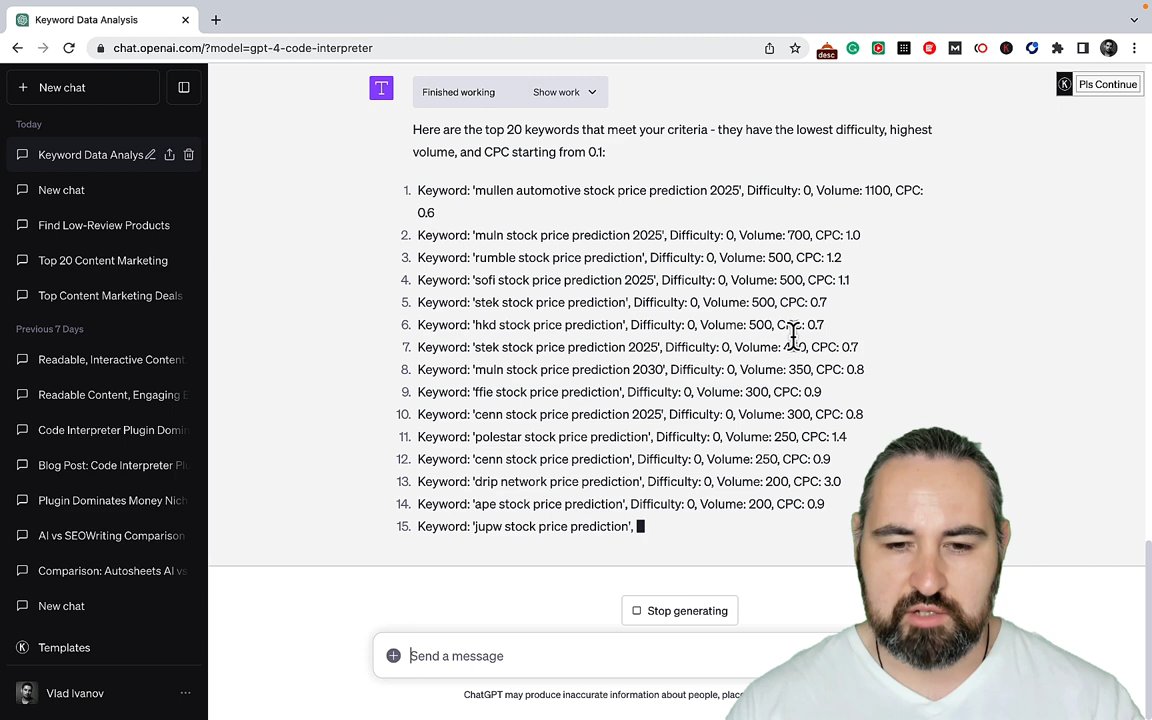 Keyword Data Analysis
chat.openai.com/?model=gpt-4-code-interpreter
desc
New chat
Today
Keyword Data Analys
New chat
Find Low-Review Products
Top 20 Content Marketing
Top Content Marketing Deals
Previous 7 Days
Readable, Interactive Content
Readable Content, Engaging
Code Interpreter Plugin Domi
Blog Post: Code Interpreter Pl
Plugin Dominates Money Nich
AI vs SEOWriting Comparison
Comparison: Autosheets AI vs
New chat
Templates
Vlad Ivanov
T
Finished working Show work
K Pls Continue
Here are the top 20 keywords that meet your criteria - they have the lowest difficulty, highest
volume, and CPC starting from 0.1:
1. Keyword: 'mullen automotive stock price prediction 2025', Difficulty: 0, Volume: 1100, CPC:
0.6
2. Keyword: 'muln stock price prediction 2025', Difficulty: 0, Volume: 700, CPC: 1.0
3. Keyword: 'rumble stock price prediction', Difficulty: 0, Volume: 500, CPC: 1.2
4. Keyword: 'sofi stock price prediction 2025', Difficulty: 0, Volume: 500, CPC: 1.1
5. Keyword: 'stek stock price prediction', Difficulty: 0, Volume: 500, CPC: 0.7
6. Keyword: 'hkd stock price prediction', Difficulty: 0, Volume: 500, CPC: 0.7
7. Keyword: 'stek stock price prediction 2025', Difficulty: 0, Volume: CPC: 0.7
8. Keyword: 'muln stock price prediction 2030', Difficulty: 0, Volume: 350, CPC: 0.8
9. Keyword: 'ffie stock price prediction', Difficulty: 0, Volume: 300, CPC: 0.9
10. Keyword: 'cenn stock price prediction 2025', Difficulty: 0, Volume: 300, CPC: 0.8
11. Keyword: 'polestar stock price prediction', Difficulty: 0, Volume: 250, CPC: 1.4
12. Keyword: 'cenn stock price prediction', Difficulty: 0, Volume: 250, CPC: 0.9
13. Keyword: 'drip network price prediction', Difficulty: 0, Volume: 200, CPC: 3.0
14. Keyword: 'ape stock price prediction', Difficulty: 0, Volume: 200, CPC: 0.9
15. Keyword: 'jupw stock price prediction',
Stop generating
Send a message
ChatGPT may produce inaccurate information about people, plac